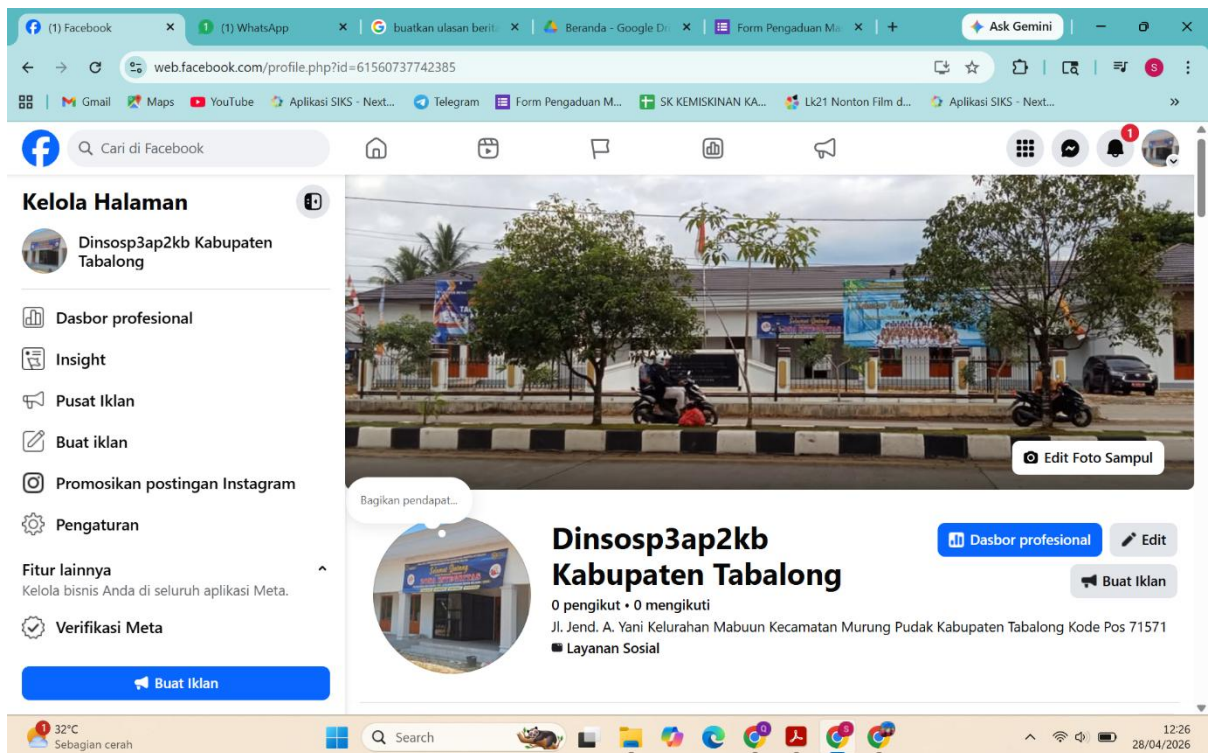 (1) Facebook
1
(1) WhatsApp
buatkan ulasan berit
Beranda - Google Dr
Form Pengaduan Ma
Ask Gemini
web.facebook.com/profile.php?id=61560737742385
S
Gmail
Maps
YouTube
Aplikasi SIKS - Next...
Telegram
Form Pengaduan M...
SK KEMISKINAN KA...
Lk21 Nonton Film d...
Aplikasi SIKS - Next...
»
Cari di Facebook
1
Kelola Halaman
Dinsosp3ap2kb Kabupaten
Tabalong
Dasbor profesional
Insight
Pusat Iklan
Buat iklan
Promosikan postingan Instagram
Pengaturan
Fitur lainnya
Kelola bisnis Anda di seluruh aplikasi Meta.
Verifikasi Meta
Buat Iklan
Edit Foto Sampul
Bagikan pendapat...
Dinsosp3ap2kb
Kabupaten Tabalong
Dasbor profesional
Edit
Buat Iklan
0 pengikut • 0 mengikuti
Jl. Jend. A. Yani Kelurahan Mabuun Kecamatan Murung Pudak Kabupaten Tabalong Kode Pos 71571
Layanan Sosial
1
32°C
Sebagian cerah
Search
12:26
28/04/2026